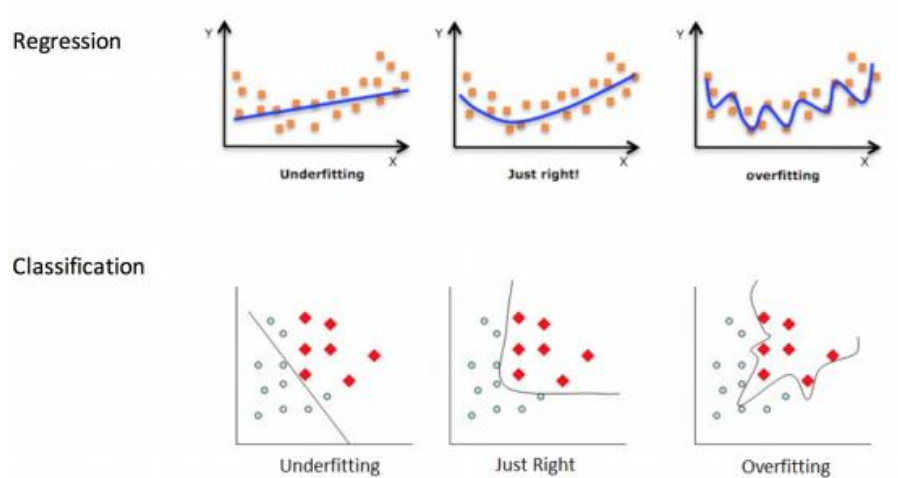 Regression
Y
X
Underfitting
Y
X
Just right!
Y
X
overfitting
Classification
Underfitting
Just Right
Overfitting